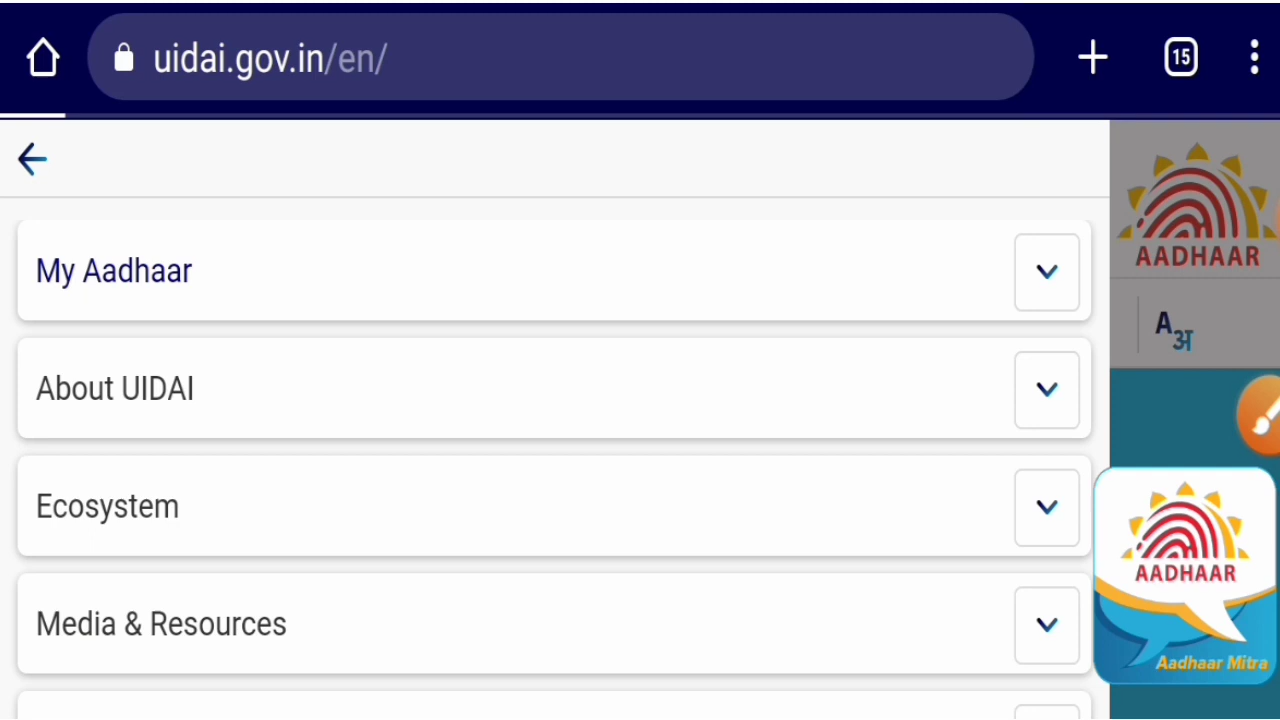 uidai.gov.in/en/
15
My Aadhaar
About UIDAI
Ecosystem
Media & Resources
AADHAAR
A
अ
AADHAAR
Aadhaar Mitra